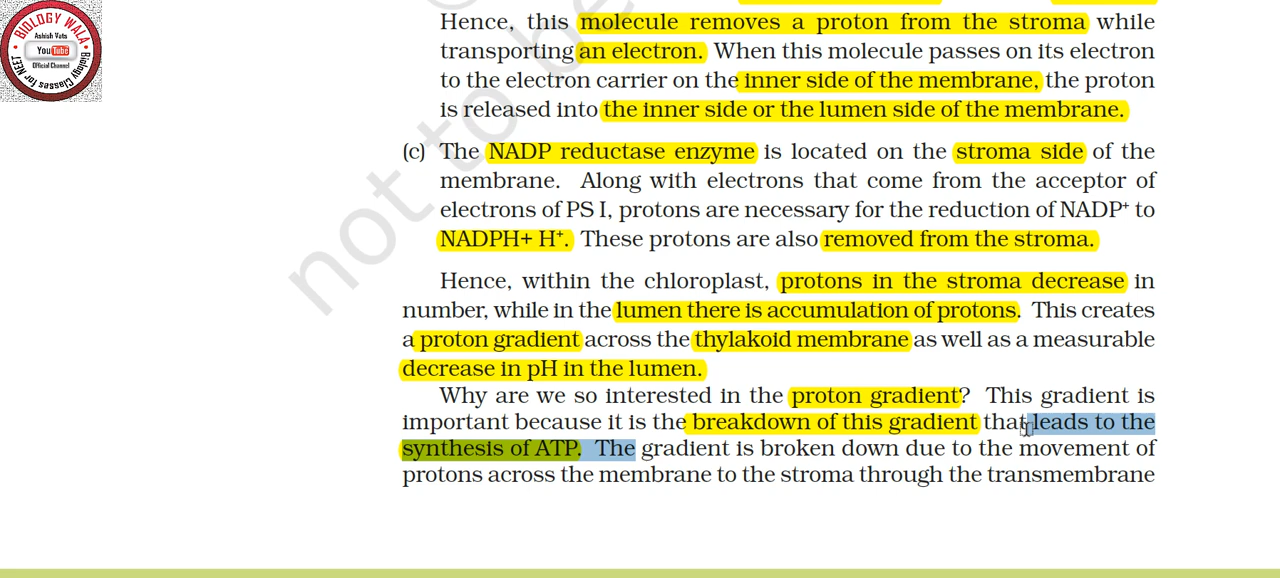 BIOLOGY WALA
Ashish Vats
YouTube
Official Channel
Biology Classes for NEET
Hence, this molecule removes a proton from the stroma while
transporting an electron. When this molecule passes on its electron
to the electron carrier on the inner side of the membrane, the proton
is released into the inner side or the lumen side of the membrane.
(c) The NADP reductase enzyme is located on the stroma side of the
membrane. Along with electrons that come from the acceptor of
electrons of PS I, protons are necessary for the reduction of NADP⁺ to
NADPH+ H⁺. These protons are also removed from the stroma.
Hence, within the chloroplast, protons in the stroma decrease in
number, while in the lumen there is accumulation of protons. This creates
a proton gradient across the thylakoid membrane as well as a measurable
decrease in pH in the lumen.
Why are we so interested in the proton gradient? This gradient is
important because it is the breakdown of this gradient that leads to the
synthesis of ATP. The gradient is broken down due to the movement of
protons across the membrane to the stroma through the transmembrane
not to be